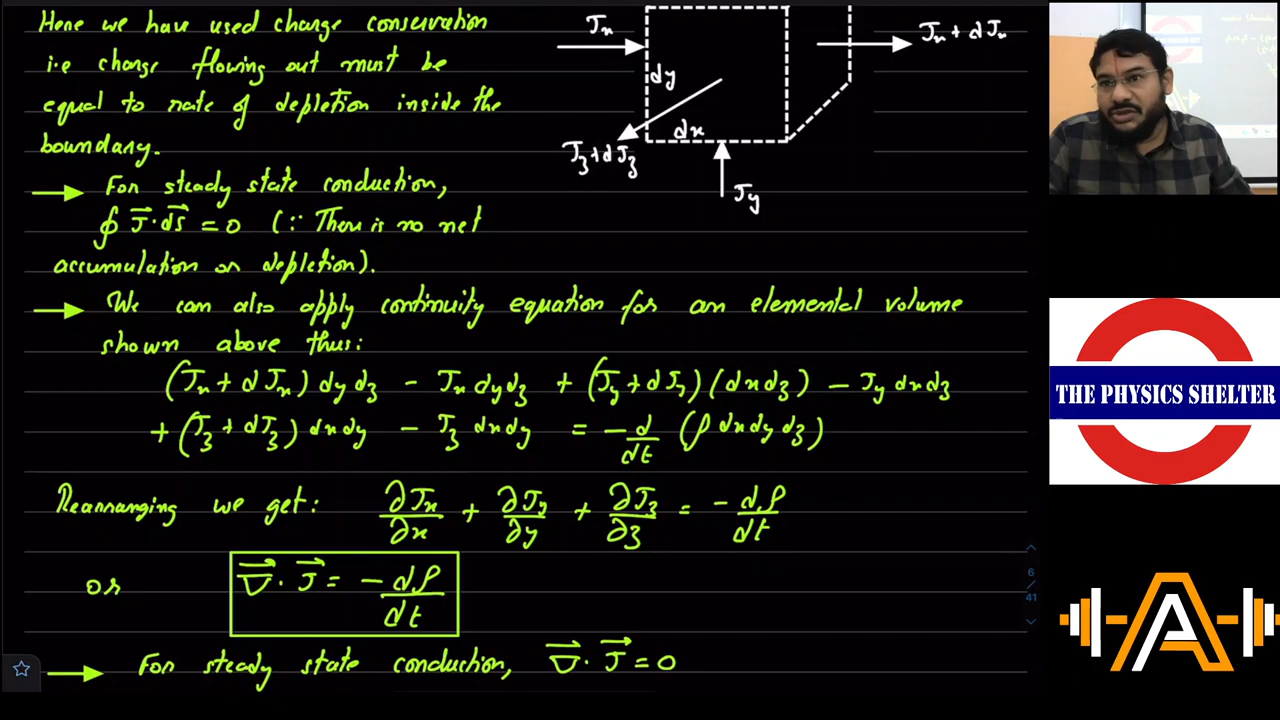 Here we have used charge conservation
i.e charge flowing out must be
equal to rate of depletion inside the
boundary.
Jx
Jx + dJx
dy
dx
Jz + dJz
Jy
→ For steady state conduction,
∮ J⃗·ds⃗ = 0 (∵ There is no net
accumulation or depletion).
→ We can also apply continuity equation for an elemental volume
shown above thus:
(Jx + dJx) dy dz − Jx dy dz + (Jy + dJy) (dx dz) − Jy dx dz
+ (Jz + dJz) dx dy − Jz dx dy = −d/dt (ρ dx dy dz)
Rearranging we get: ∂Jx/∂x + ∂Jy/∂y + ∂Jz/∂z = −dρ/dt
or ∇⃗·J⃗ = −dρ/dt
→ For steady state conduction, ∇⃗·J⃗ = 0
THE PHYSICS SHELTER
6
/
41
A